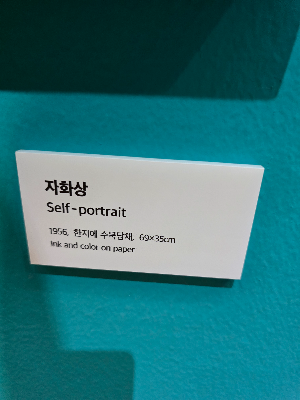 자화상
Self-portrait
1956, 한지에 수묵담채, 69×35cm
Ink and color on paper